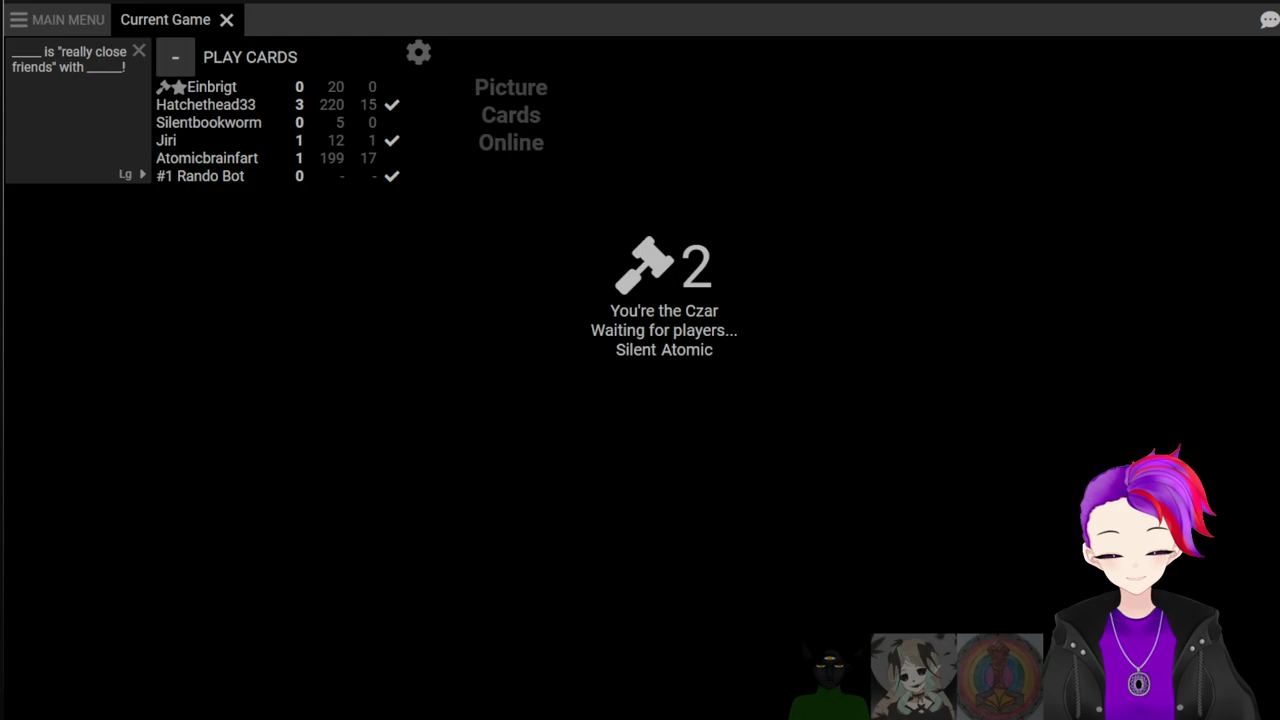 MAIN MENU
Current Game
_____ is "really close
friends" with ______!
Lg
-
PLAY CARDS
Einbrigt 0 20 0
Hatchethead33 3 220 15
Silentbookworm 0 5 0
Jiri 1 12 1
Atomicbrainfart 1 199 17
#1 Rando Bot 0 - -
Picture
Cards
Online
2
You're the Czar
Waiting for players...
Silent Atomic